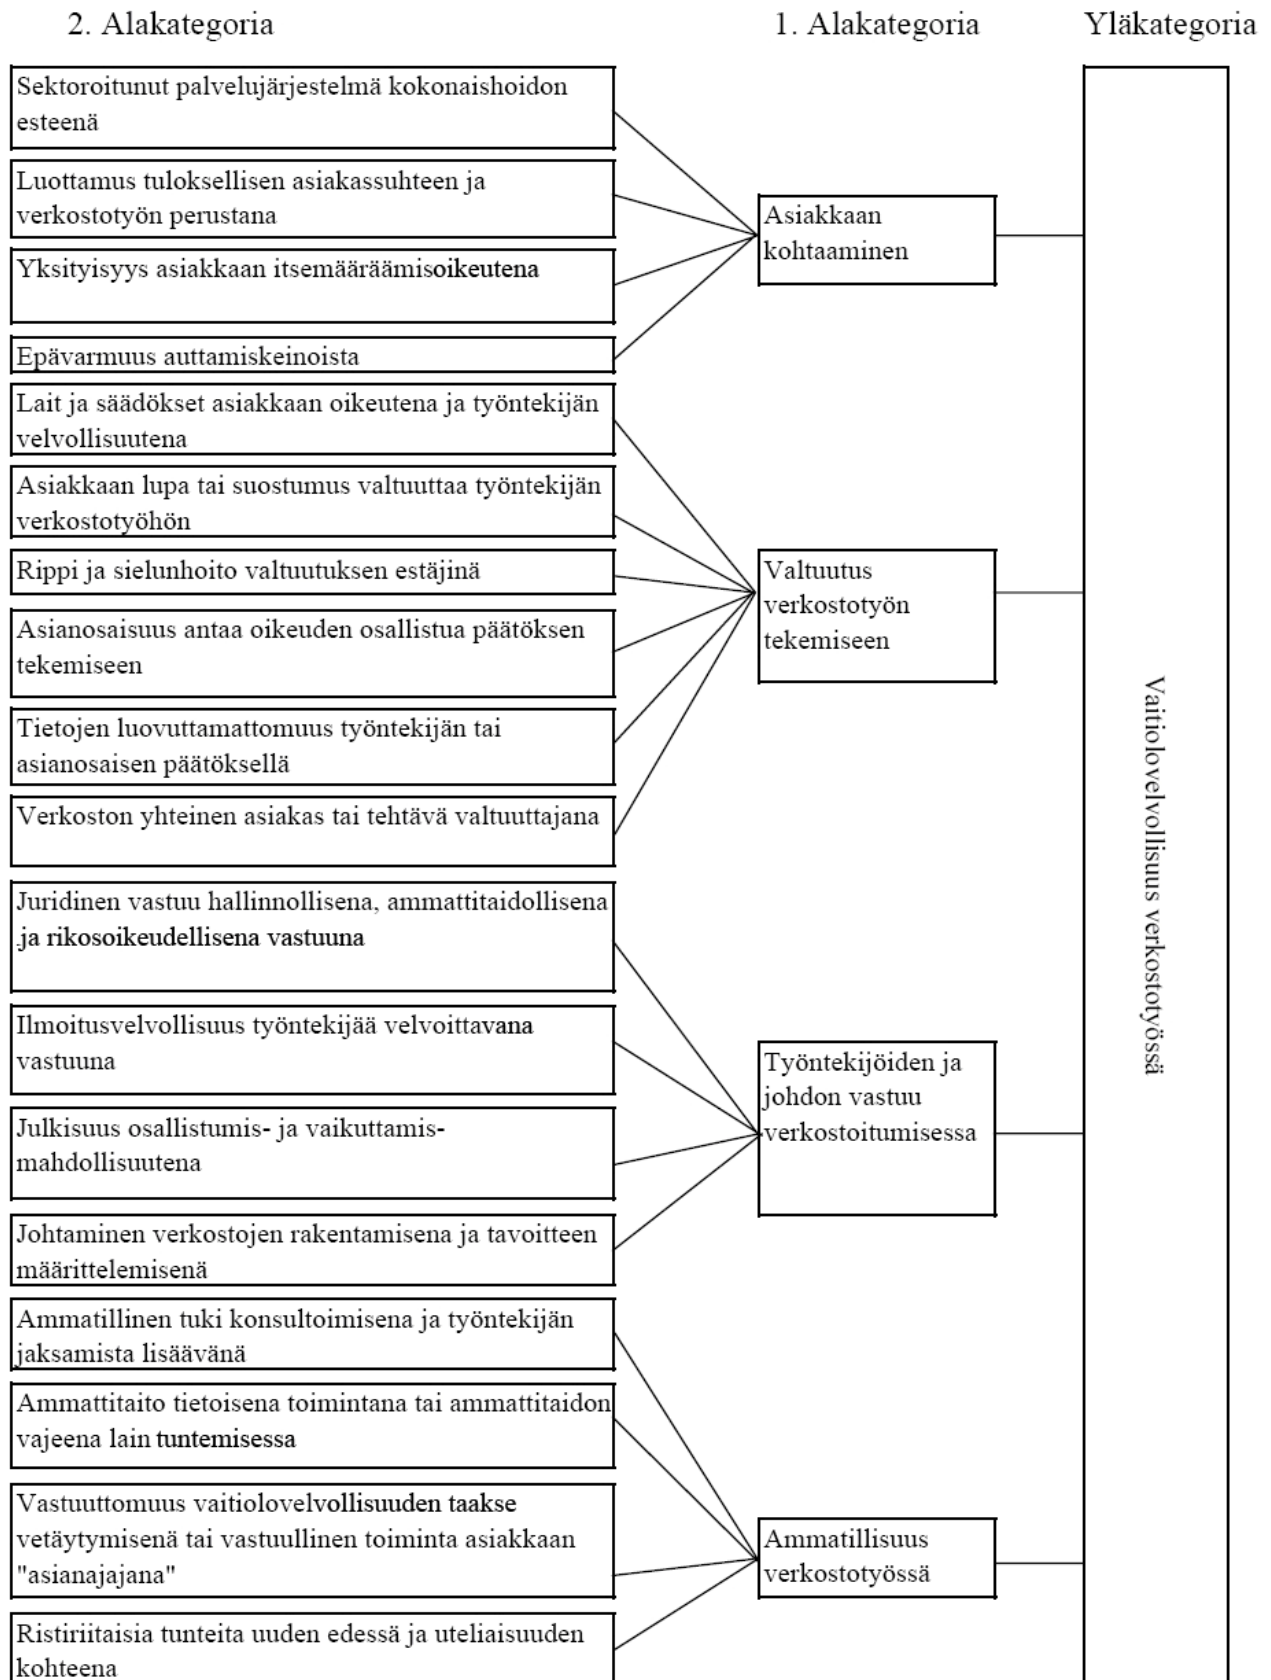 2. Alakategoria
1. Alakategoria
Yläkategoria
Sektoroitunut palvelujärjestelmä kokonaishoidon
esteenä
Luottamus tuloksellisen asiakassuhteen ja
verkostotyön perustana
Yksityisyys asiakkaan itsemääräämisoikeutena
Epävarmuus auttamiskeinoista
Asiakkaan
kohtaaminen
Lait ja säädökset asiakkaan oikeutena ja työntekijän
velvollisuutena
Asiakkaan lupa tai suostumus valtuuttaa työntekijän
verkostotyöhön
Rippi ja sielunhoito valtuutuksen estäjinä
Asianosaisuus antaa oikeuden osallistua päätöksen
tekemiseen
Tietojen luovuttamattomuus työntekijän tai
asianosaisen päätöksellä
Verkoston yhteinen asiakas tai tehtävä valtuuttajana
Valtuutus
verkostotyön
tekemiseen
Juridinen vastuu hallinnollisena, ammattitaidollisena
ja rikosoikeudellisena vastuuna
Ilmoitusvelvollisuus työntekijää velvoittavana
vastuuna
Julkisuus osallistumis- ja vaikuttamis-
mahdollisuutena
Johtaminen verkostojen rakentamisena ja tavoitteen
määrittelemisenä
Työntekijöiden ja
johdon vastuu
verkostoitumisessa
Ammatillinen tuki konsultoimisena ja työntekijän
jaksamista lisäävänä
Ammattitaito tietoisena toimintana tai ammattitaidon
vajeena lain tuntemisessa
Vastuuttomuus vaitiolovelvollisuuden taakse
vetäytymisenä tai vastuullinen toiminta asiakkaan
"asianajajana"
Ristiriitaisia tunteita uuden edessä ja uteliaisuuden
kohteena
Ammatillisuus
verkostotyössä
Vaitiolovelvollisuus verkostotyössä